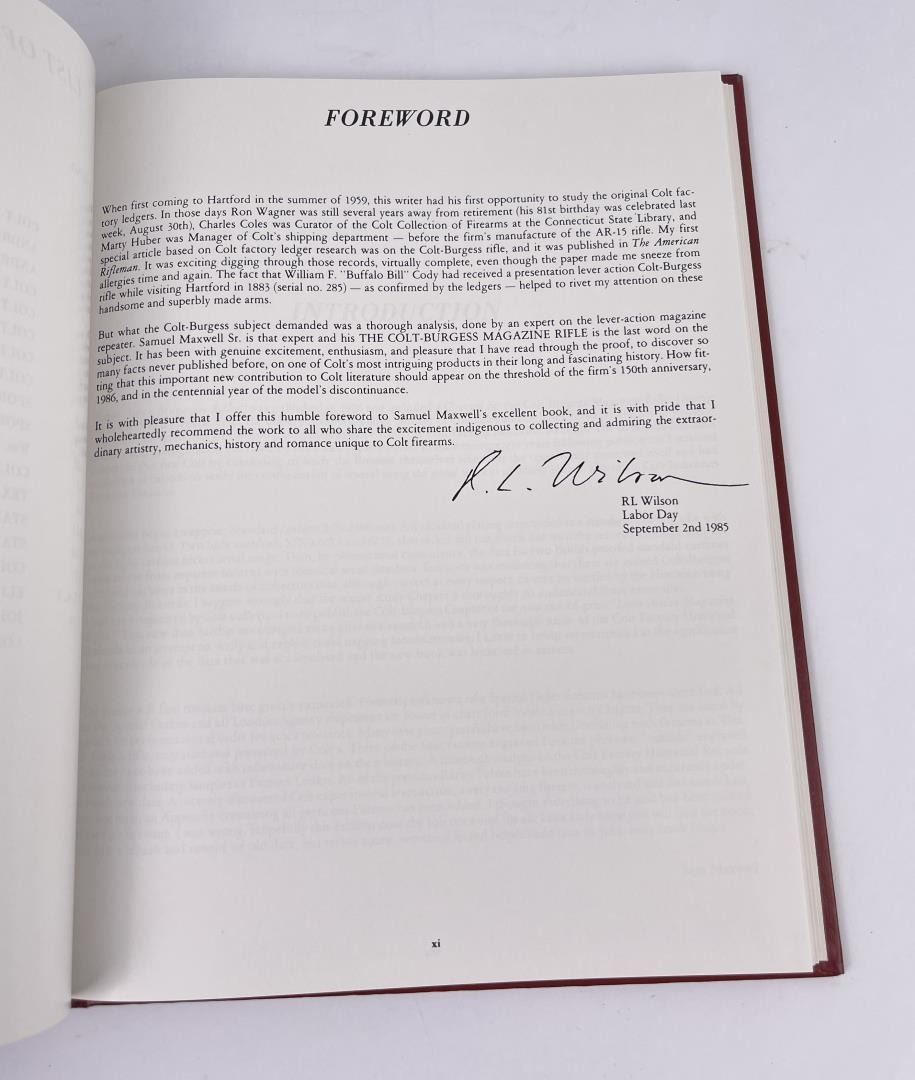 FOREWORD
When first coming to Hartford in the summer of 1959, this writer had his first opportunity to study the original Colt fac-
tory ledgers. In those days Ron Wagner was still several years away from retirement (his 81st birthday was celebrated last
week, August 30th), Charles Coles was Curator of the Colt Collection of Firearms at the Connecticut State Library, and
Marty Huber was Manager of Colt's shipping department — before the firm's manufacture of the AR-15 rifle. My first
special article based on Colt factory ledger research was on the Colt-Burgess rifle, and it was published in The American
Rifleman. It was exciting digging through those records, virtually complete, even though the paper made me sneeze from
allergies time and again. The fact that William F. "Buffalo Bill" Cody had received a presentation lever action Colt-Burgess
rifle while visiting Hartford in 1883 (serial no. 285) — as confirmed by the ledgers — helped to rivet my attention on these
handsome and superbly made arms.
But what the Colt-Burgess subject demanded was a thorough analysis, done by an expert on the lever-action magazine
repeater. Samuel Maxwell Sr. is that expert and his THE COLT-BURGESS MAGAZINE RIFLE is the last word on the
subject. It has been with genuine excitement, enthusiasm, and pleasure that I have read through the proof, to discover so
many facts never published before, on one of Colt's most intriguing products in their long and fascinating history. How fit-
ting that this important new contribution to Colt literature should appear on the threshold of the firm's 150th anniversary,
1986, and in the centennial year of the model's discontinuance.
It is with pleasure that I offer this humble foreword to Samuel Maxwell's excellent book, and it is with pride that I
wholeheartedly recommend the work to all who share the excitement indigenous to collecting and admiring the extraor-
dinary artistry, mechanics, history and romance unique to Colt firearms.
R. L. Wilson
RL Wilson
Labor Day
September 2nd 1985
xi